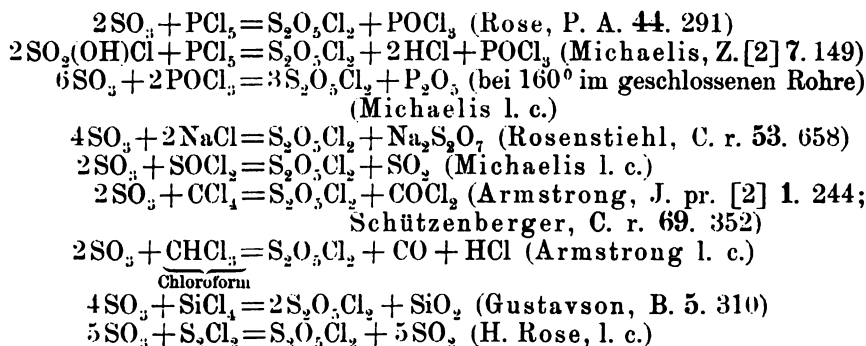 2SO₃+PCl₅=S₂O₅Cl₂+POCl₃ (Rose, P. A. 44. 291)
2SO₂(OH)Cl+PCl₅=S₂O₅Cl₂+2HCl+POCl₃ (Michaelis, Z. [2] 7. 149)
6SO₃+2POCl₃=3S₂O₅Cl₂+P₂O₅ (bei 160⁰ im geschlossenen Rohre)
(Michaelis l. c.)
4SO₃+2NaCl=S₂O₅Cl₂+Na₂S₂O₇ (Rosenstiehl, C. r. 53. 658)
2SO₃+SOCl₂=S₂O₅Cl₂+SO₂ (Michaelis l. c.)
2SO₃+CCl₄=S₂O₅Cl₂+COCl₂ (Armstrong, J. pr. [2] 1. 244;
Schützenberger, C. r. 69. 352)
2SO₃+CHCl₃=S₂O₅Cl₂+CO+HCl (Armstrong l. c.)
Chloroform
4SO₃+SiCl₄=2S₂O₅Cl₂+SiO₂ (Gustavson, B. 5. 310)
5SO₃+S₂Cl₂=S₂O₅Cl₂+5SO₂ (H. Rose, l. c.)